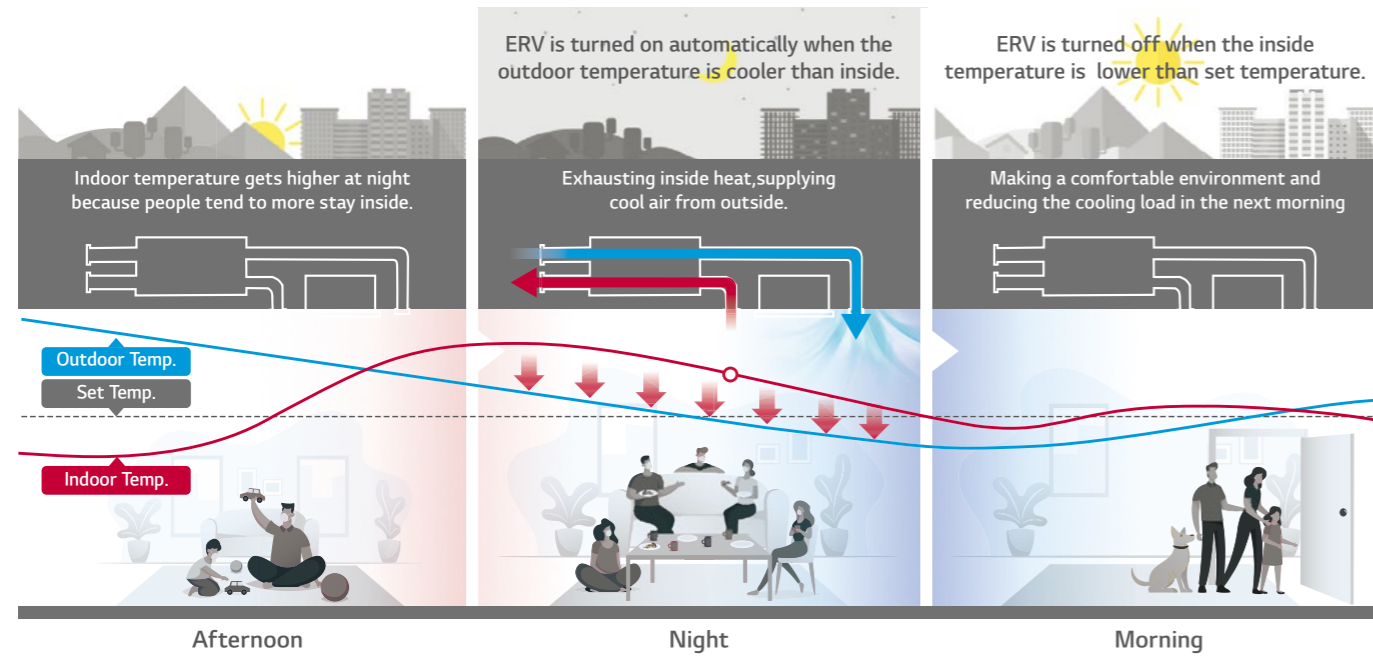 ERV is turned on automatically when the
outdoor temperature is cooler than inside.
ERV is turned off when the inside
temperature is lower than set temperature.
Indoor temperature gets higher at night
because people tend to more stay inside.
Exhausting inside heat,supplying
cool air from outside.
Making a comfortable environment and
reducing the cooling load in the next morning
Outdoor Temp.
Set Temp.
Indoor Temp.
Afternoon
Night
Morning